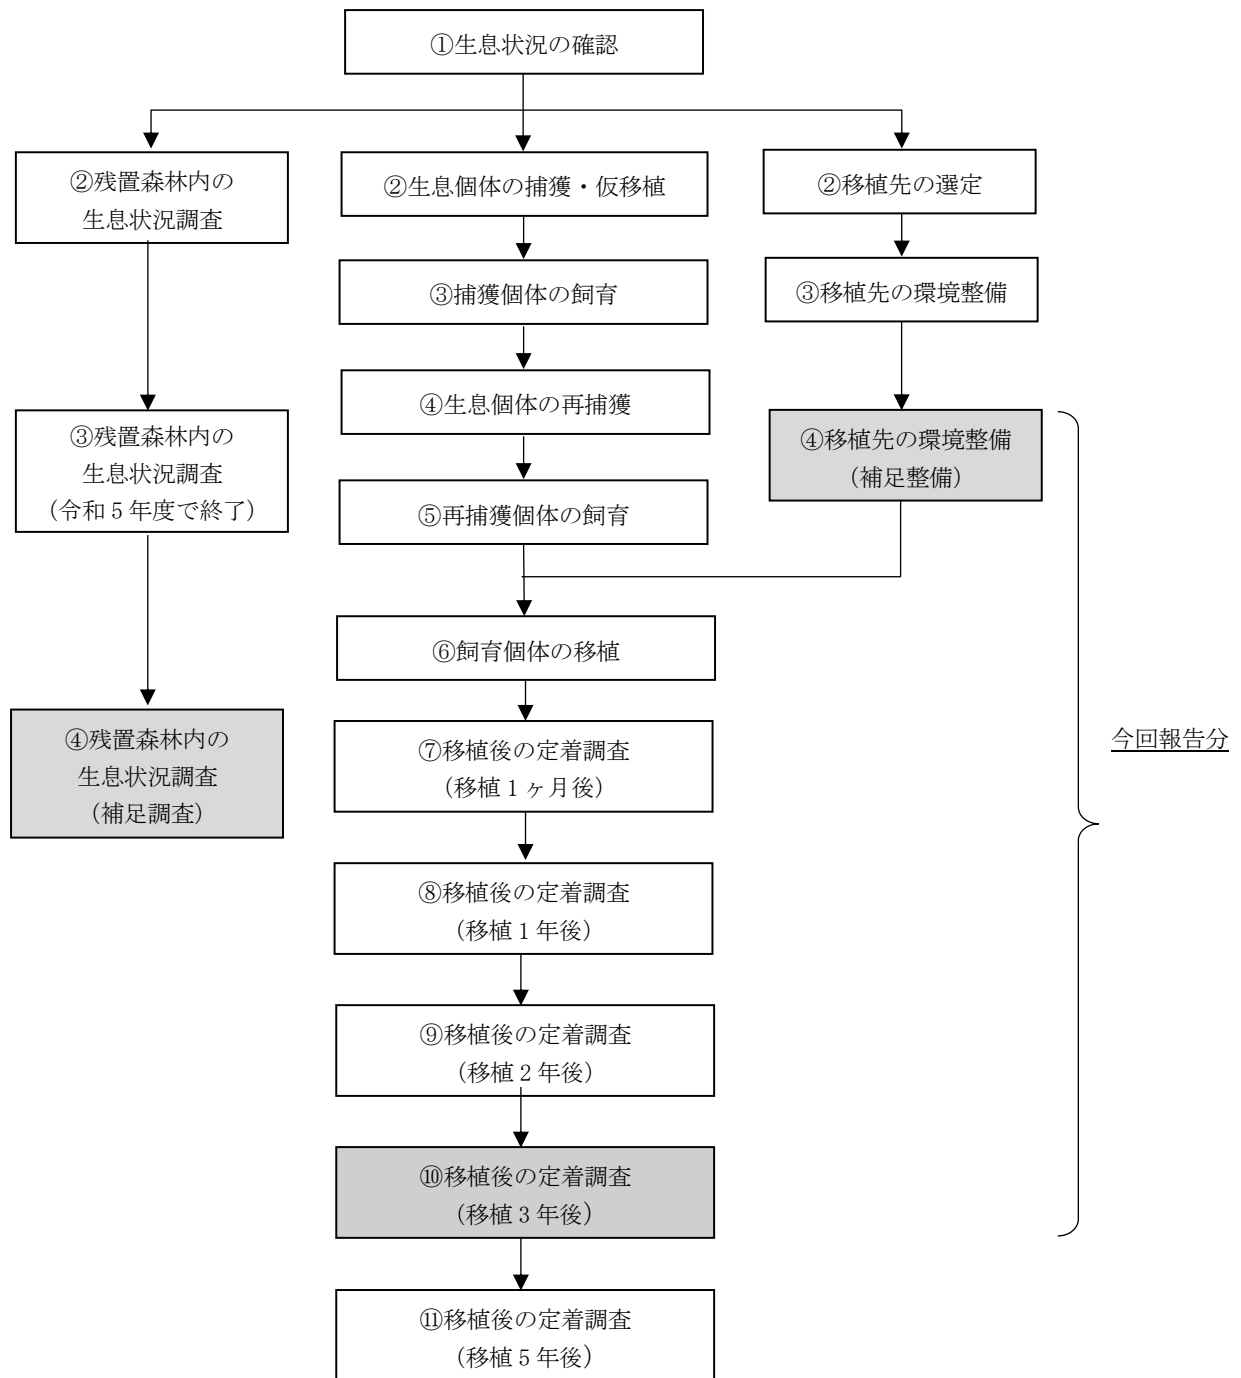 ①生息状況の確認
②残置森林内の
生息状況調査
②生息個体の捕獲・仮移植
②移植先の選定
③捕獲個体の飼育
③移植先の環境整備
④生息個体の再捕獲
③残置森林内の
生息状況調査
（令和５年度で終了）
④移植先の環境整備
（補足整備）
⑤再捕獲個体の飼育
⑥飼育個体の移植
④残置森林内の
生息状況調査
（補足調査）
⑦移植後の定着調査
（移植１ヶ月後）
今回報告分
⑧移植後の定着調査
（移植１年後）
⑨移植後の定着調査
（移植２年後）
⑩移植後の定着調査
（移植３年後）
⑪移植後の定着調査
（移植５年後）